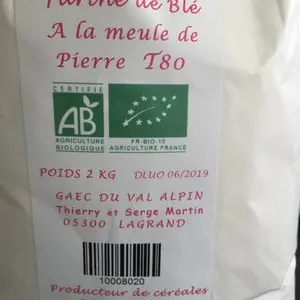 Farine de Blé
A la meule de
Pierre T80
CERTIFIÉ
AB
AGRICULTURE
BIOLOGIQUE
FR-BIO-10
AGRICULTURE FRANCE
POIDS 2 KG DLUO 06/2019
GAEC DU VAL ALPIN
Thierry et Serge Martin
05300 LAGRAND
10008020
Producteur de céréales